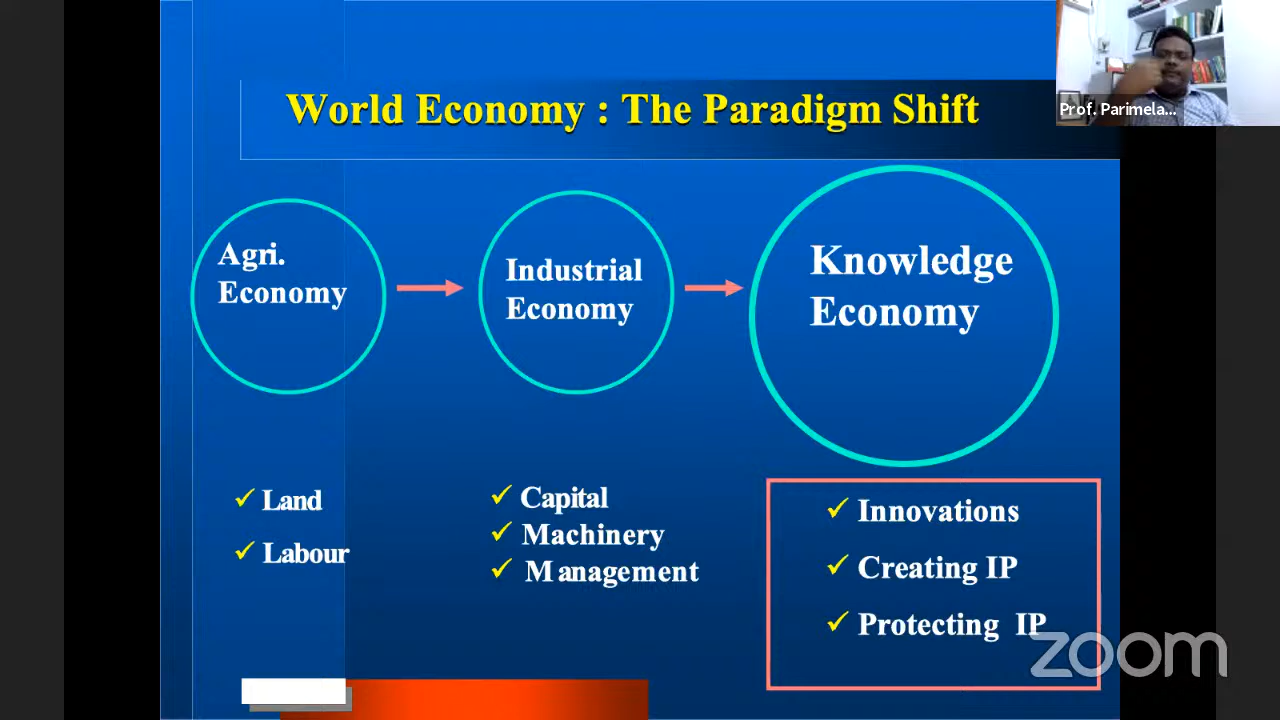 World Economy : The Paradigm Shift
Prof. Parimela...
Agri.
Economy
Industrial
Economy
Knowledge
Economy
✓ Land
✓ Labour
✓ Capital
✓ Machinery
✓ Management
✓ Innovations
✓ Creating IP
✓ Protecting IP
zoom